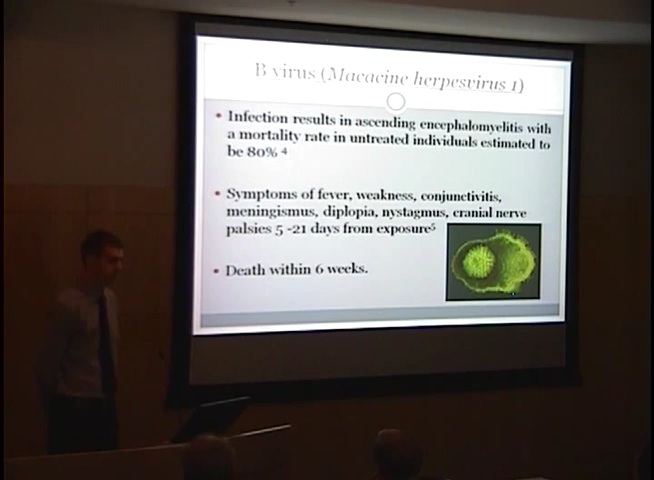 B virus (Macacine herpesvirus 1)
• Infection results in ascending encephalomyelitis with
a mortality rate in untreated individuals estimated to
be 80% 4
• Symptoms of fever, weakness, conjunctivitis,
meningismus, diplopia, nystagmus, cranial nerve
palsies 5 -21 days from exposure5
• Death within 6 weeks.